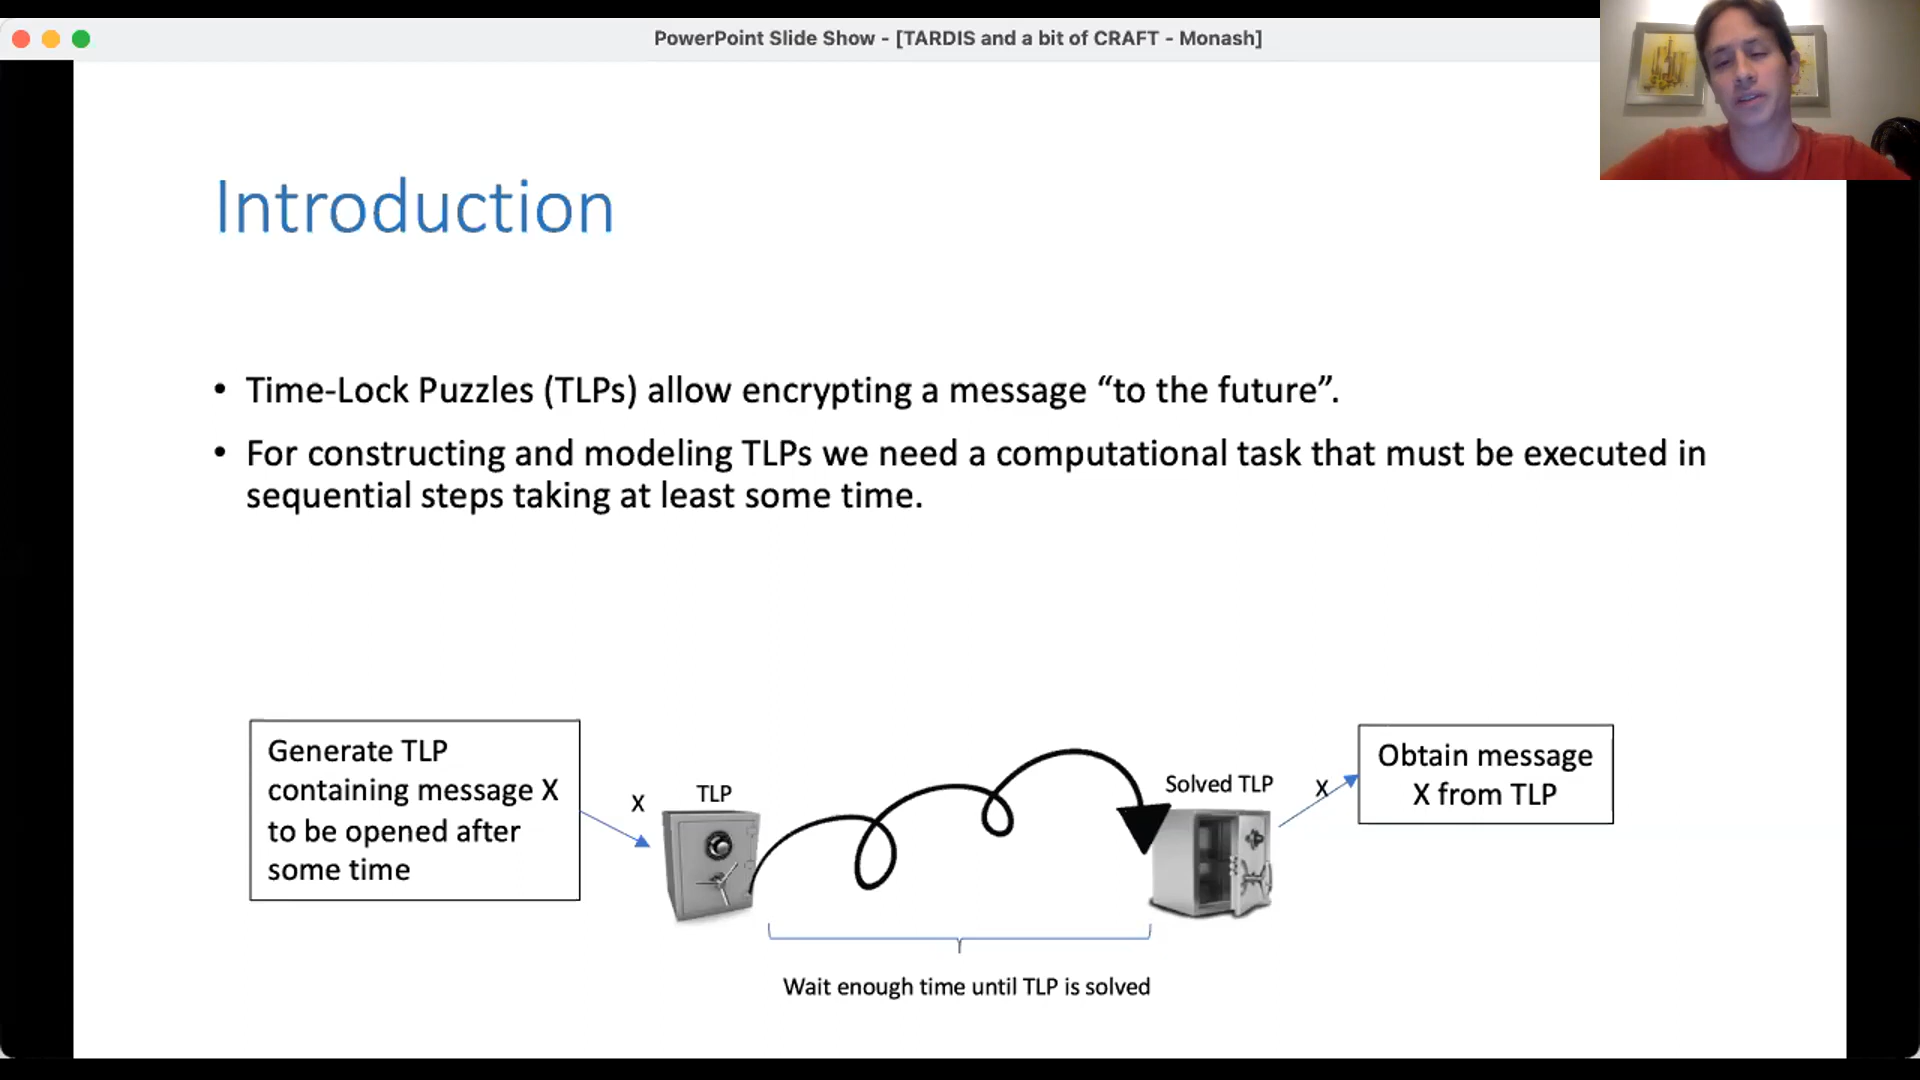 PowerPoint Slide Show - [TARDIS and a bit of CRAFT - Monash]
Introduction
• Time-Lock Puzzles (TLPs) allow encrypting a message “to the future”.
• For constructing and modeling TLPs we need a computational task that must be executed in
sequential steps taking at least some time.
Generate TLP
containing message X
to be opened after
some time
X
TLP
Solved TLP
X
Obtain message
X from TLP
Wait enough time until TLP is solved